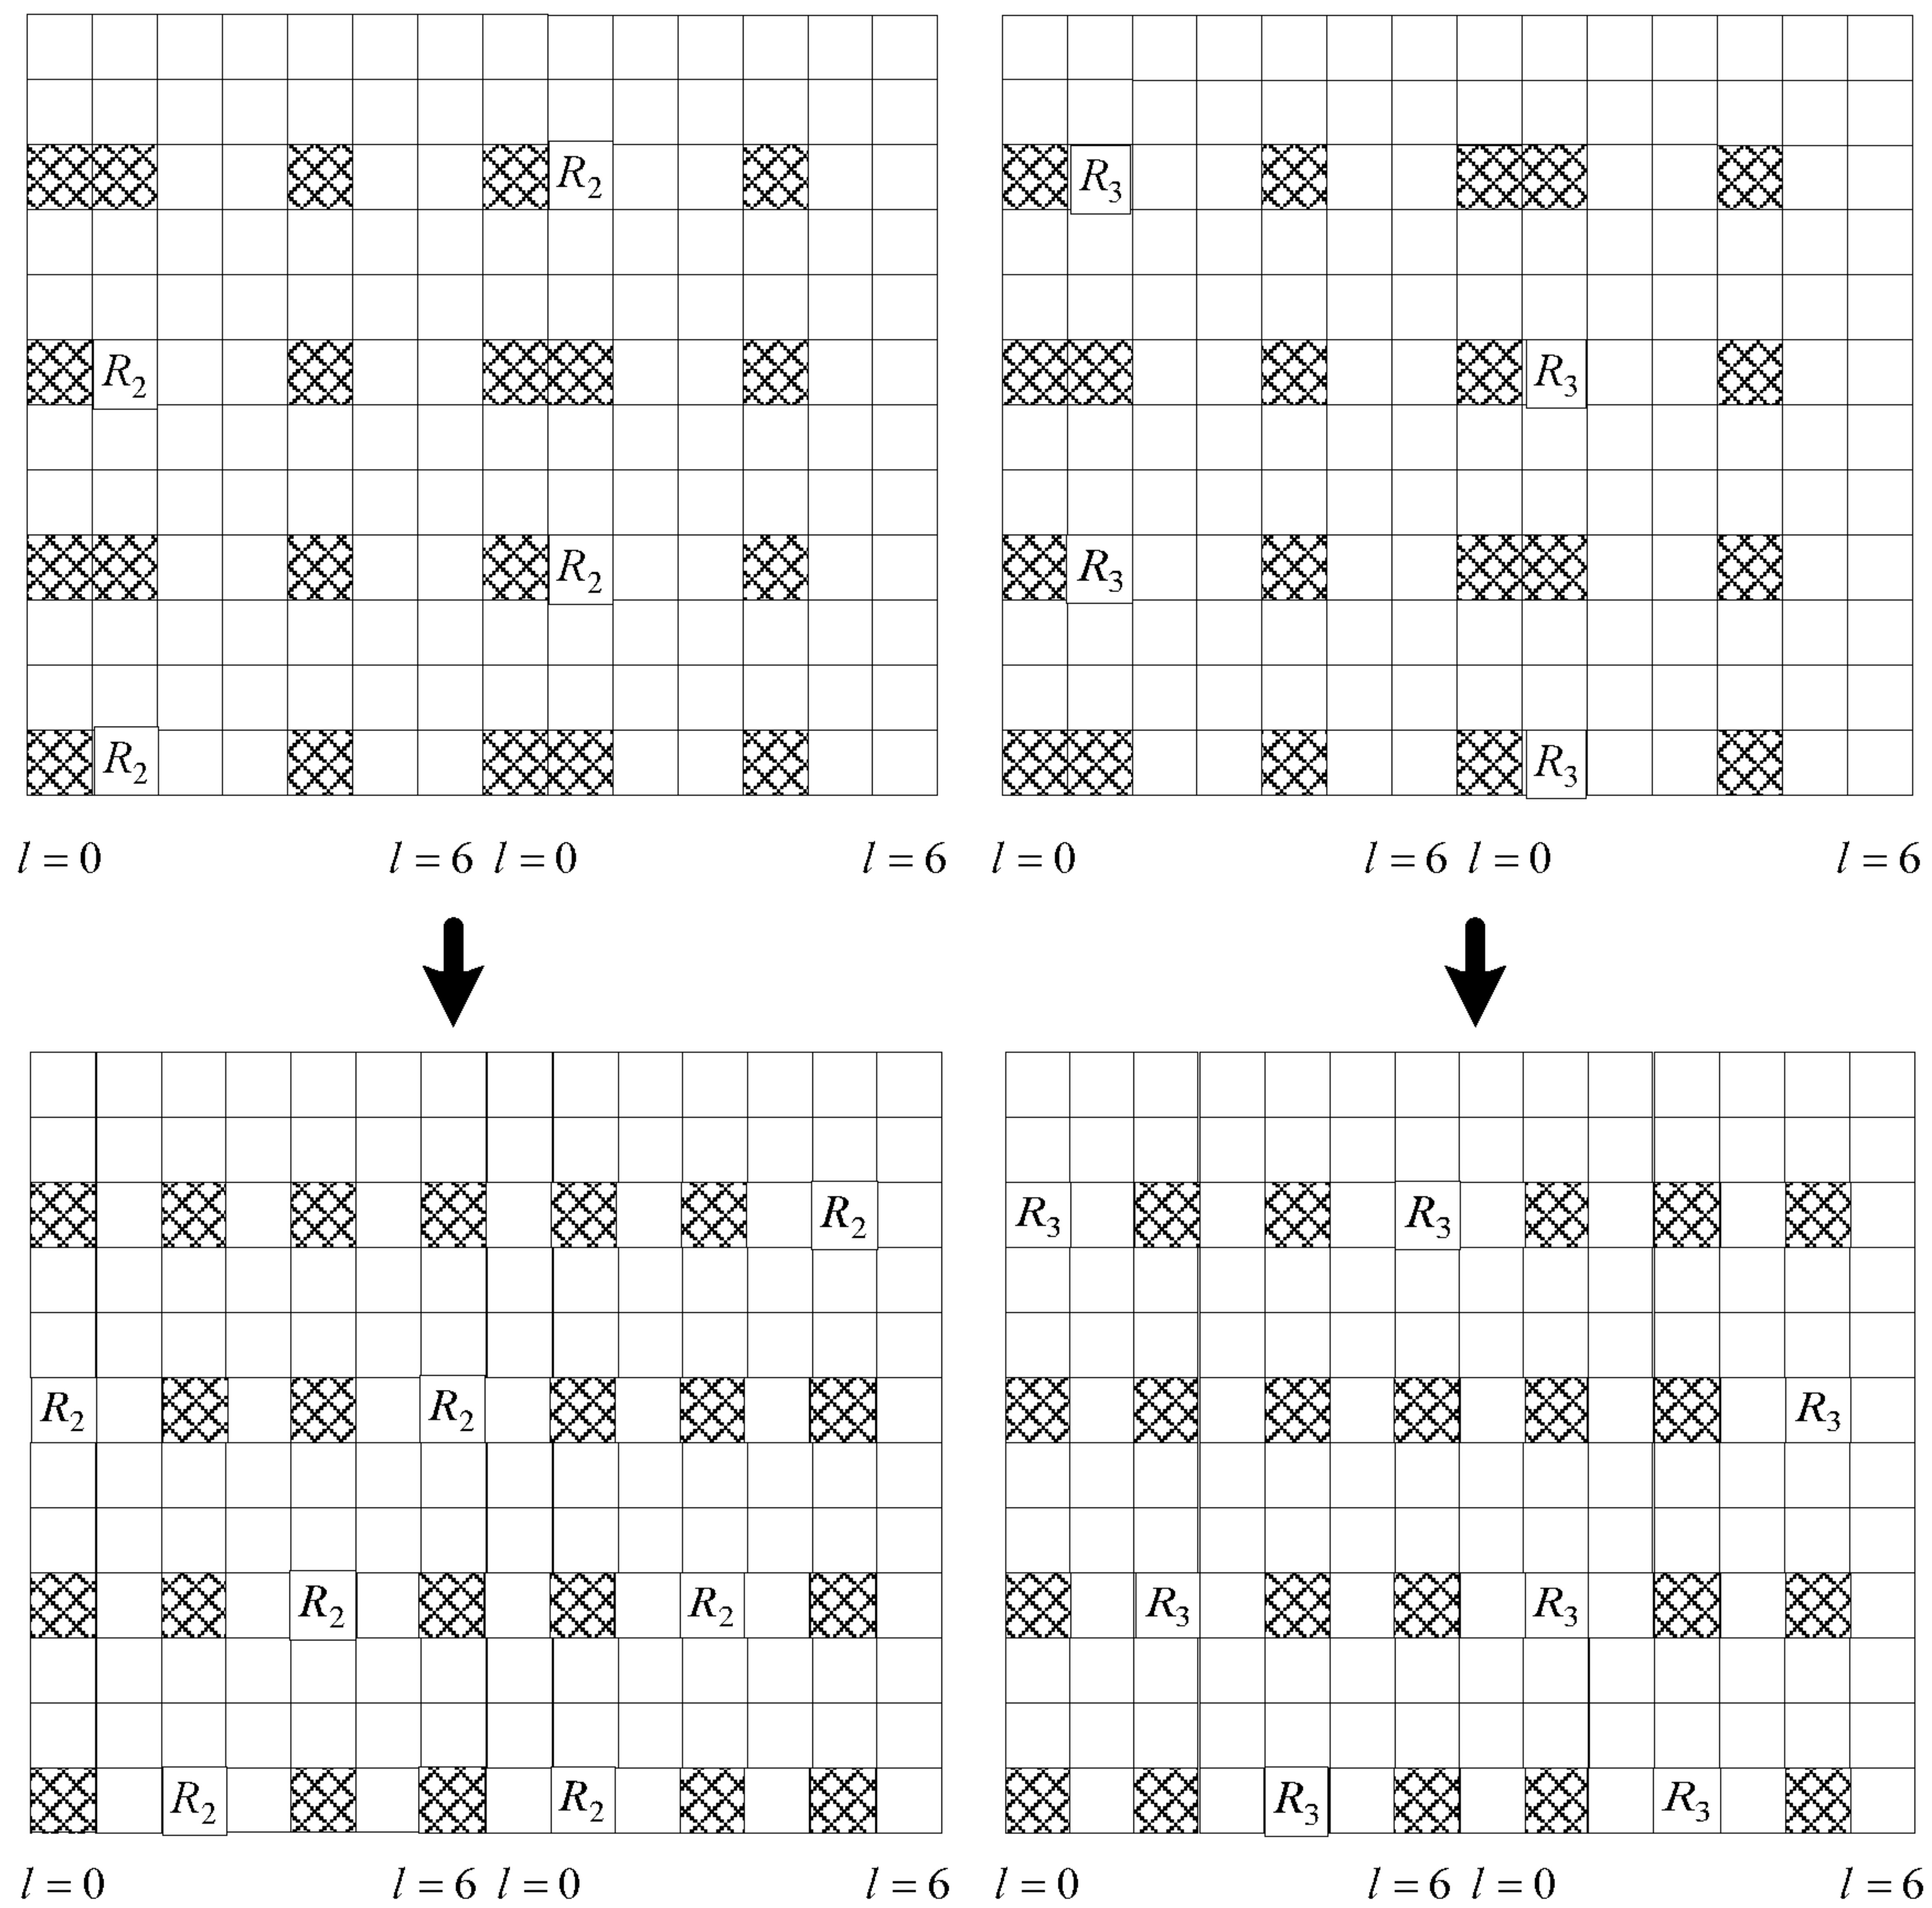 R₂ R₃
R₂ R₃
R₂ R₃
R₂ R₃
l = 0 l = 6 l = 0 l = 6 l = 0 l = 6 l = 0 l = 6
R₂ R₃ R₃
R₂ R₂ R₃
R₂ R₂ R₃ R₃
R₂ R₂ R₃ R₃
l = 0 l = 6 l = 0 l = 6 l = 0 l = 6 l = 0 l = 6